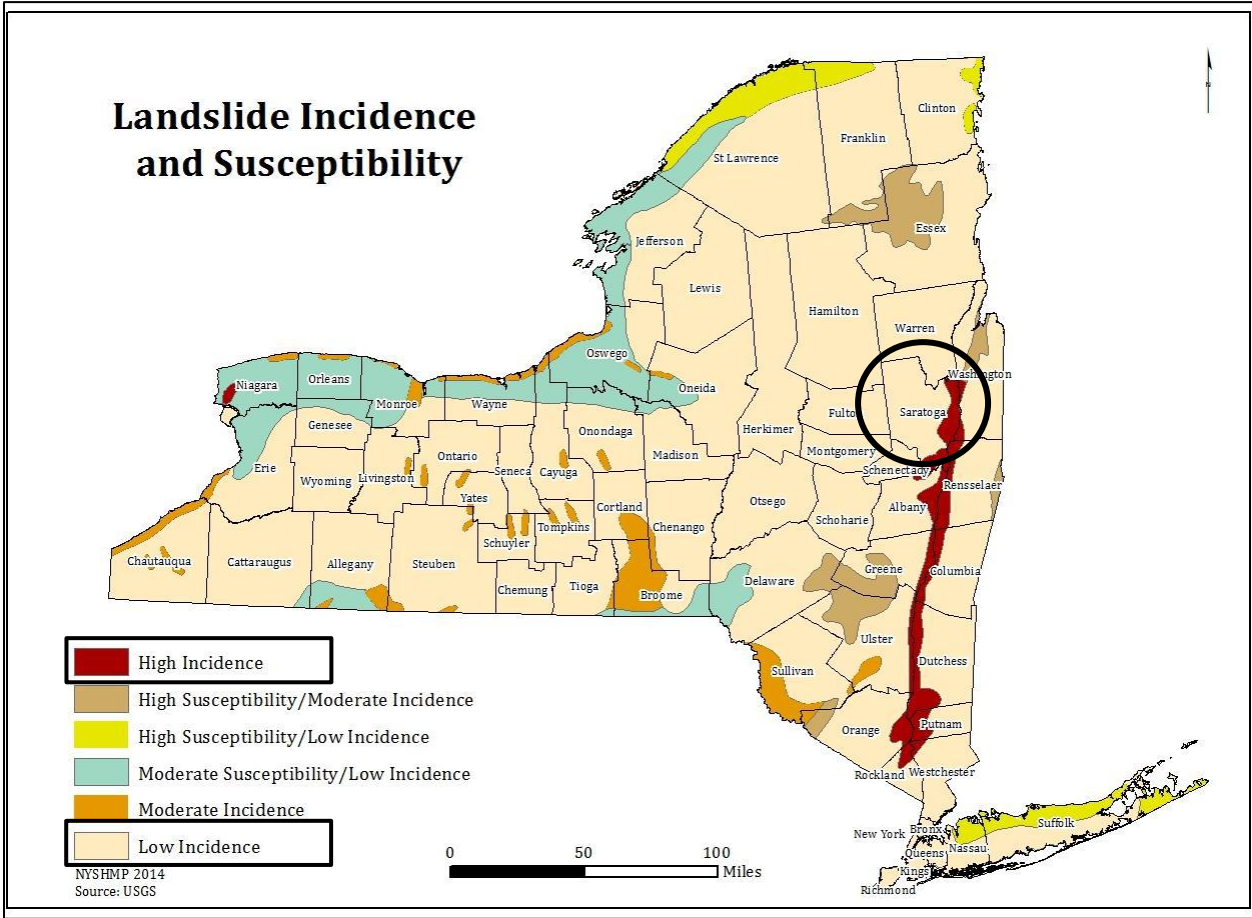 Landslide Incidence
and Susceptibility
N
Clinton
Franklin
St Lawrence
Essex
Jefferson
Lewis
Hamilton
Warren
Oswego
Washington
Niagara
Orleans
Oneida
Monroe
Wayne
Fulto
Saratoga
Genesee
Herkimer
Onondaga
Montgomery
Madison
Erie
Ontario
Seneca
Cayuga
Schenectady
Wyoming
Livingston
Rensselaer
Yates
Otsego
Albany
Cortland
Schoharie
Tompkins
Chenango
Schuyler
Chautauqua
Cattaraugus
Allegany
Steuben
Greene
Columbia
Delaware
Chemung
Tioga
Broome
Ulster
Sullivan
Dutchess
Orange
Putnam
Rockland
Westchester
Suffolk
New York
Bronx
Nassau
Queens
Kings
Richmond
High Incidence
High Susceptibility/Moderate Incidence
High Susceptibility/Low Incidence
Moderate Susceptibility/Low Incidence
Moderate Incidence
Low Incidence
0 50 100
Miles
NYSHMP 2014
Source: USGS